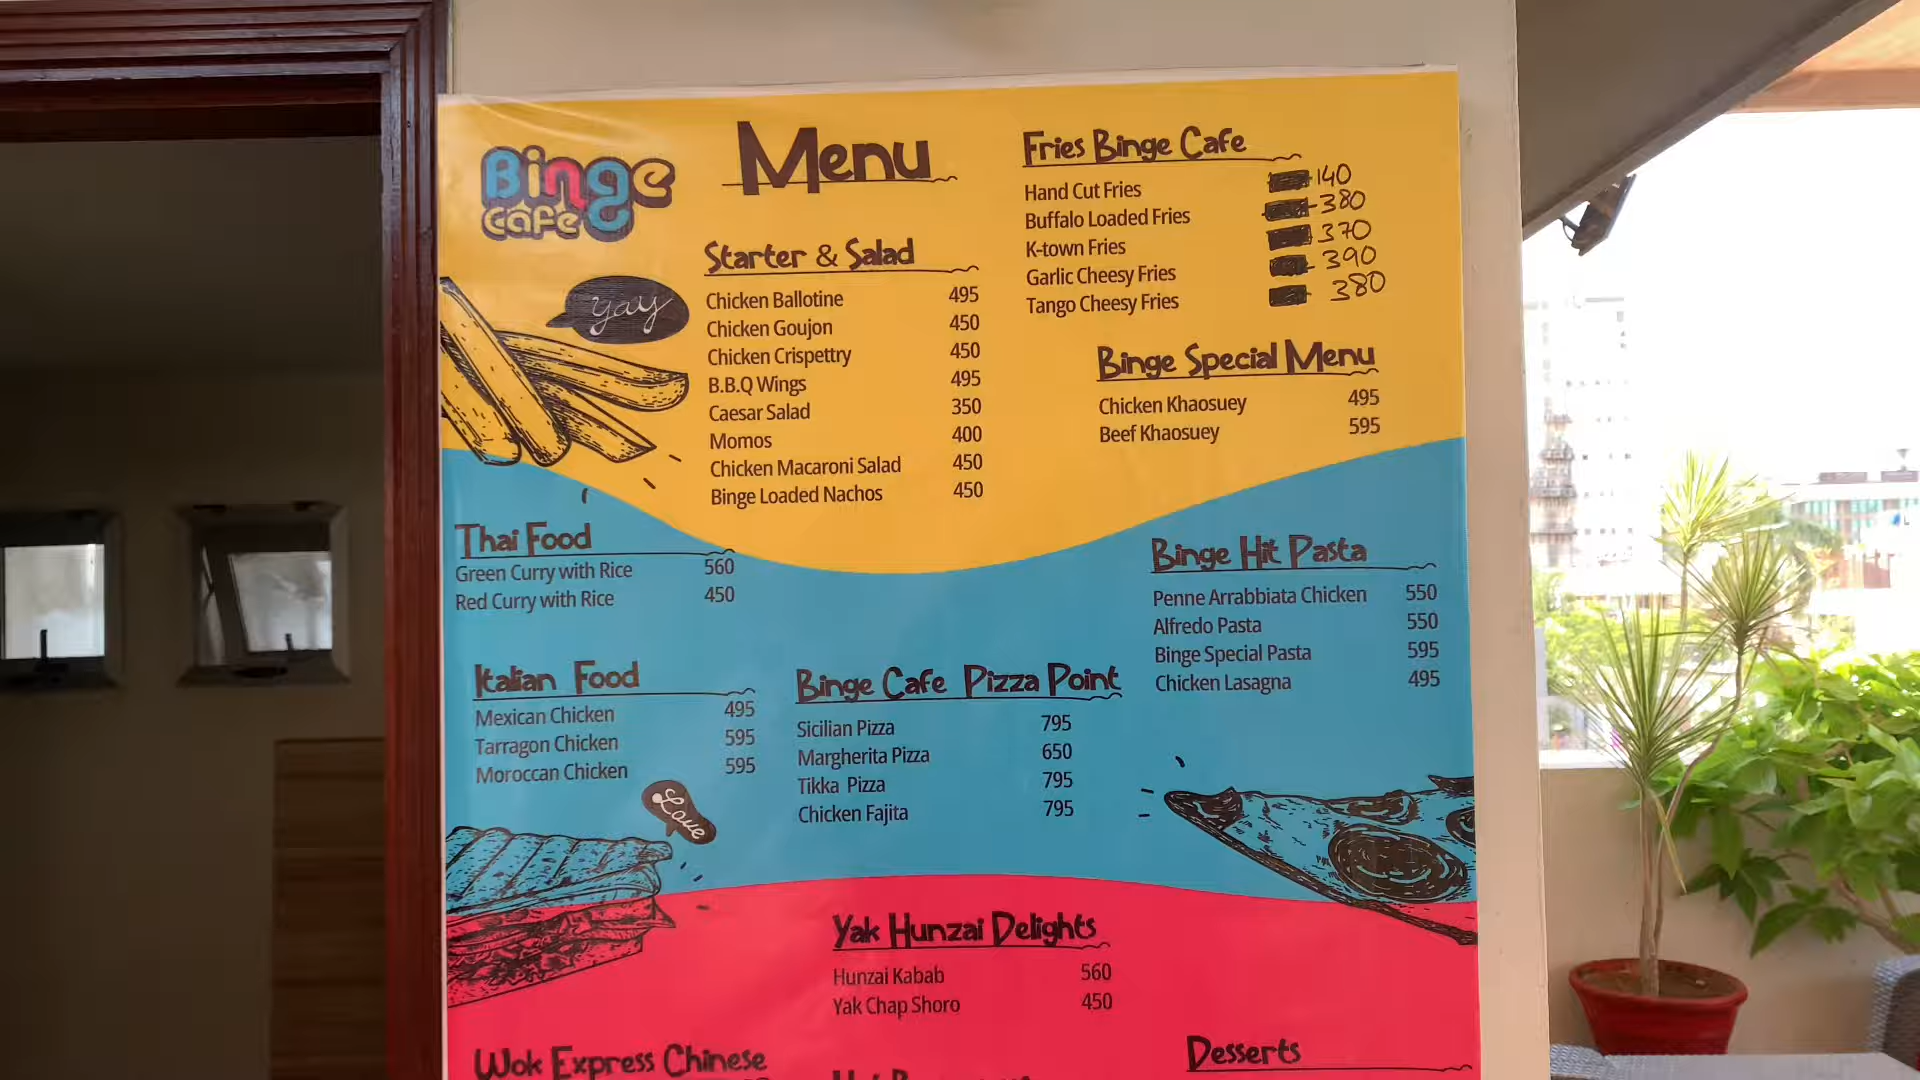 Binge
Café
Menu
yay
Starter & Salad
Chicken Ballotine 495
Chicken Goujon 450
Chicken Crispettry 450
B.B.Q Wings 495
Caesar Salad 350
Momos 400
Chicken Macaroni Salad 450
Binge Loaded Nachos 450
Fries Binge Cafe
Hand Cut Fries 140
Buffalo Loaded Fries 380
K-town Fries 370
Garlic Cheesy Fries 390
Tango Cheesy Fries 380
Binge Special Menu
Chicken Khaosuey 495
Beef Khaosuey 595
Thai Food
Green Curry with Rice 560
Red Curry with Rice 450
Binge Hit Pasta
Penne Arrabbiata Chicken 550
Alfredo Pasta 550
Binge Special Pasta 595
Chicken Lasagna 495
Italian Food
Mexican Chicken 495
Tarragon Chicken 595
Moroccan Chicken 595
Love
Binge Cafe Pizza Point
Sicilian Pizza 795
Margherita Pizza 650
Tikka Pizza 795
Chicken Fajita 795
Yak Hunzai Delights
Hunzai Kabab 560
Yak Chap Shoro 450
Wok Express Chinese
Desserts